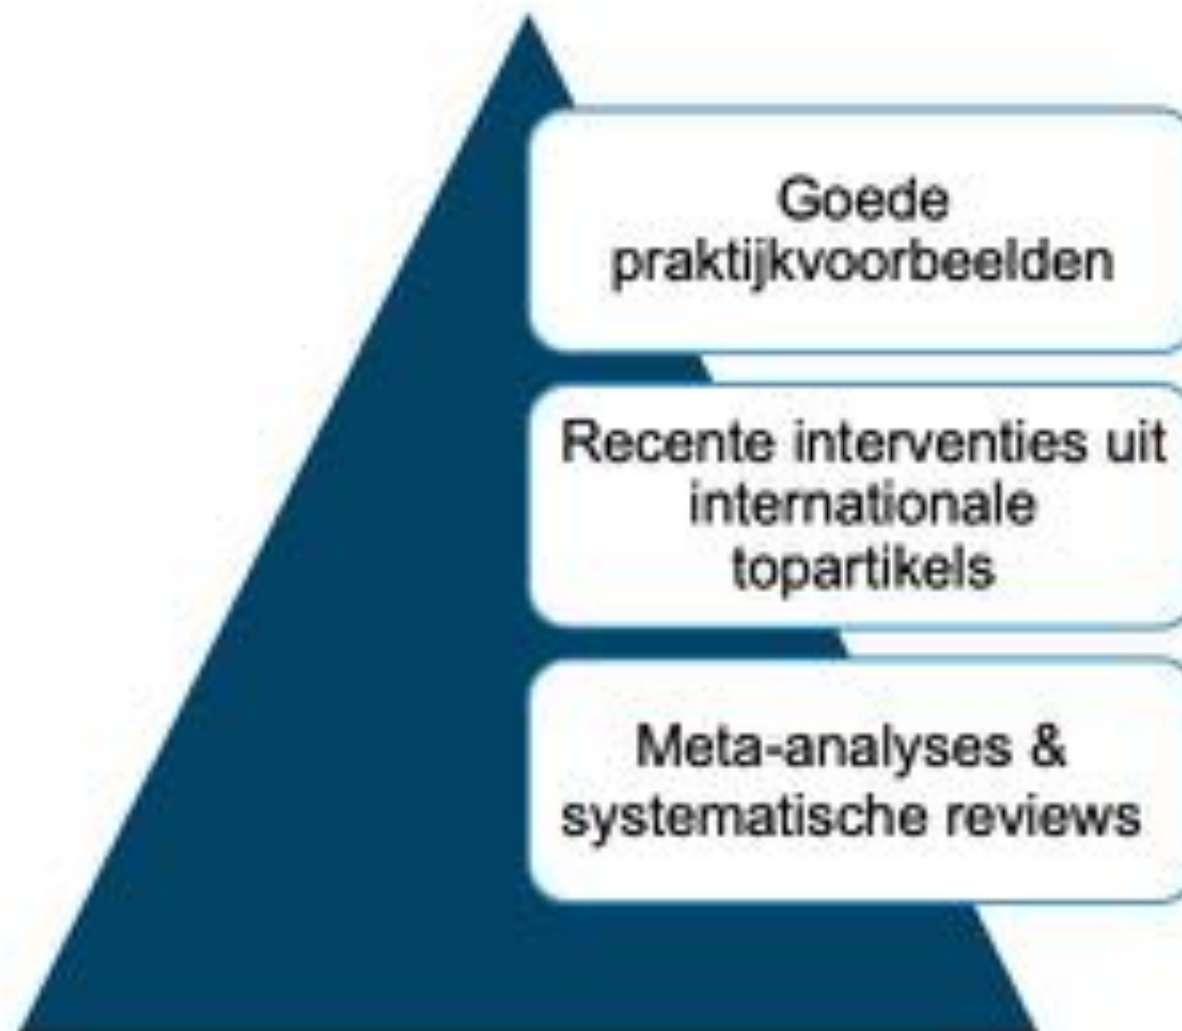 Goede
praktijkvoorbeelden
Recente interventies uit
internationale
topartikels
Meta-analyses &
systematische reviews